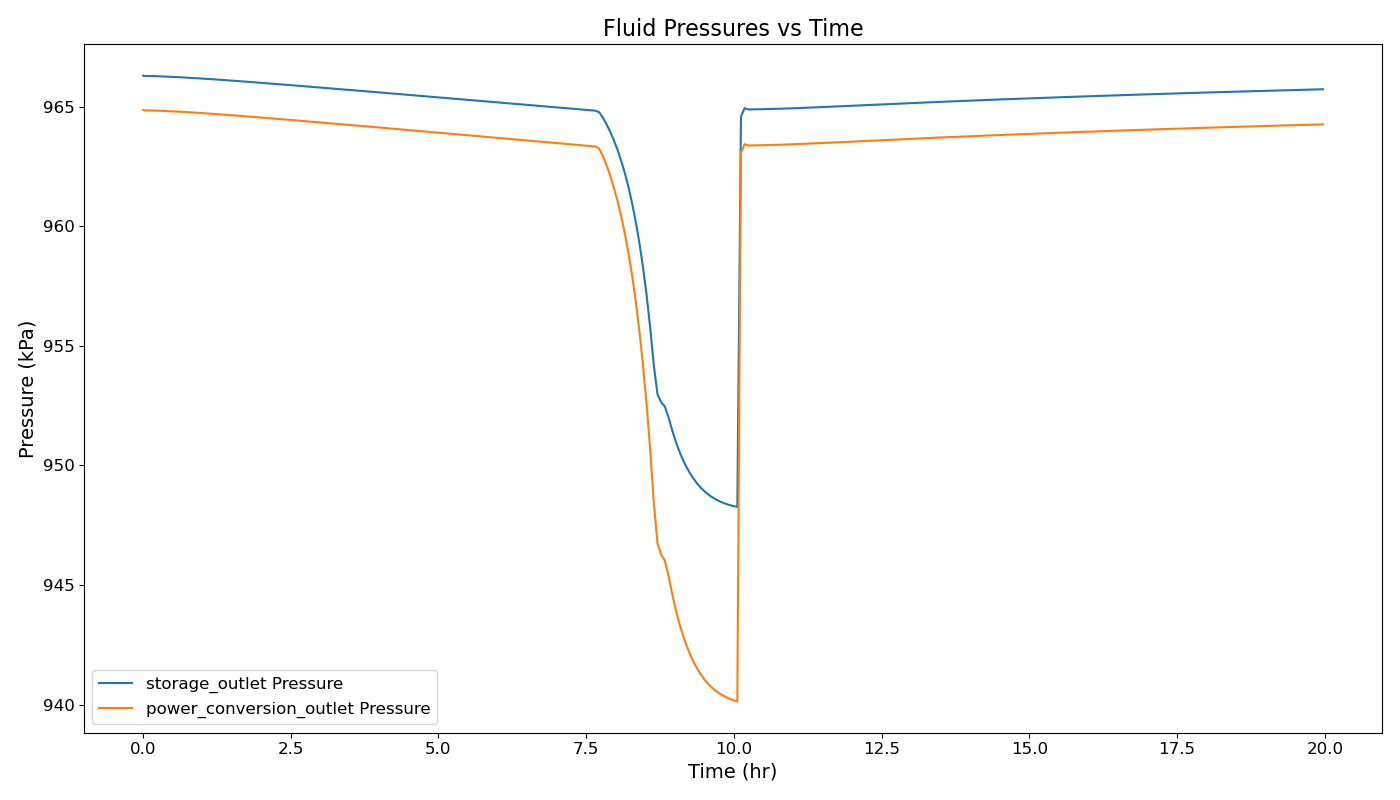 Fluid Pressures vs Time
Pressure (kPa)
965
960
955
950
945
940
storage_outlet Pressure
power_conversion_outlet Pressure
0.0 2.5 5.0 7.5 10.0 12.5 15.0 17.5 20.0
Time (hr)